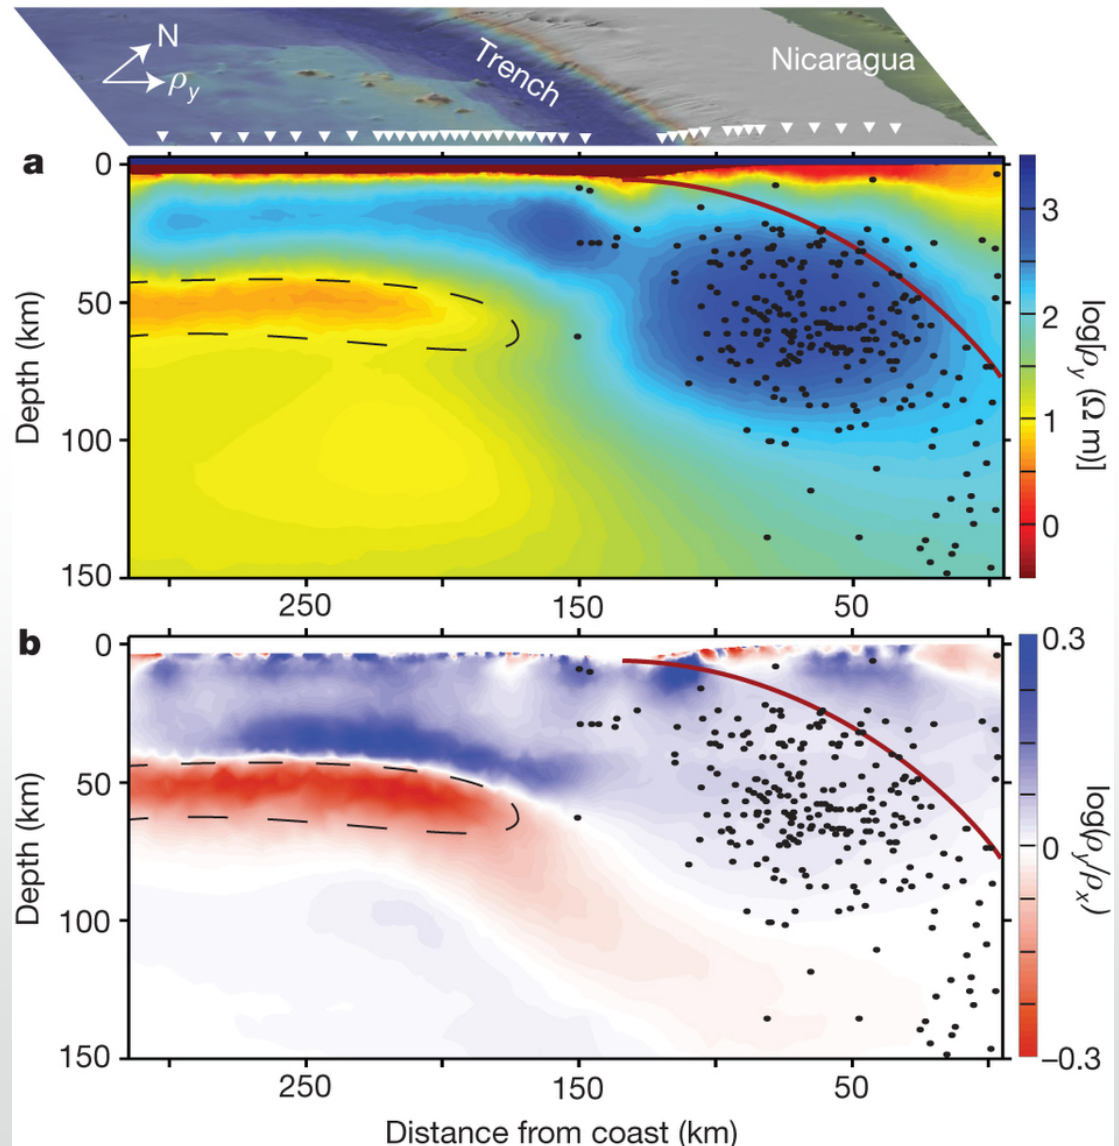 N
ρy
Trench
Nicaragua
a
0
50
100
150
Depth (km)
250
150
50
3
2
1
0
log[ρy (Ω m)]
b
0
50
100
150
Depth (km)
250
150
50
0.3
0
−0.3
log(ρy/ρx)
Distance from coast (km)